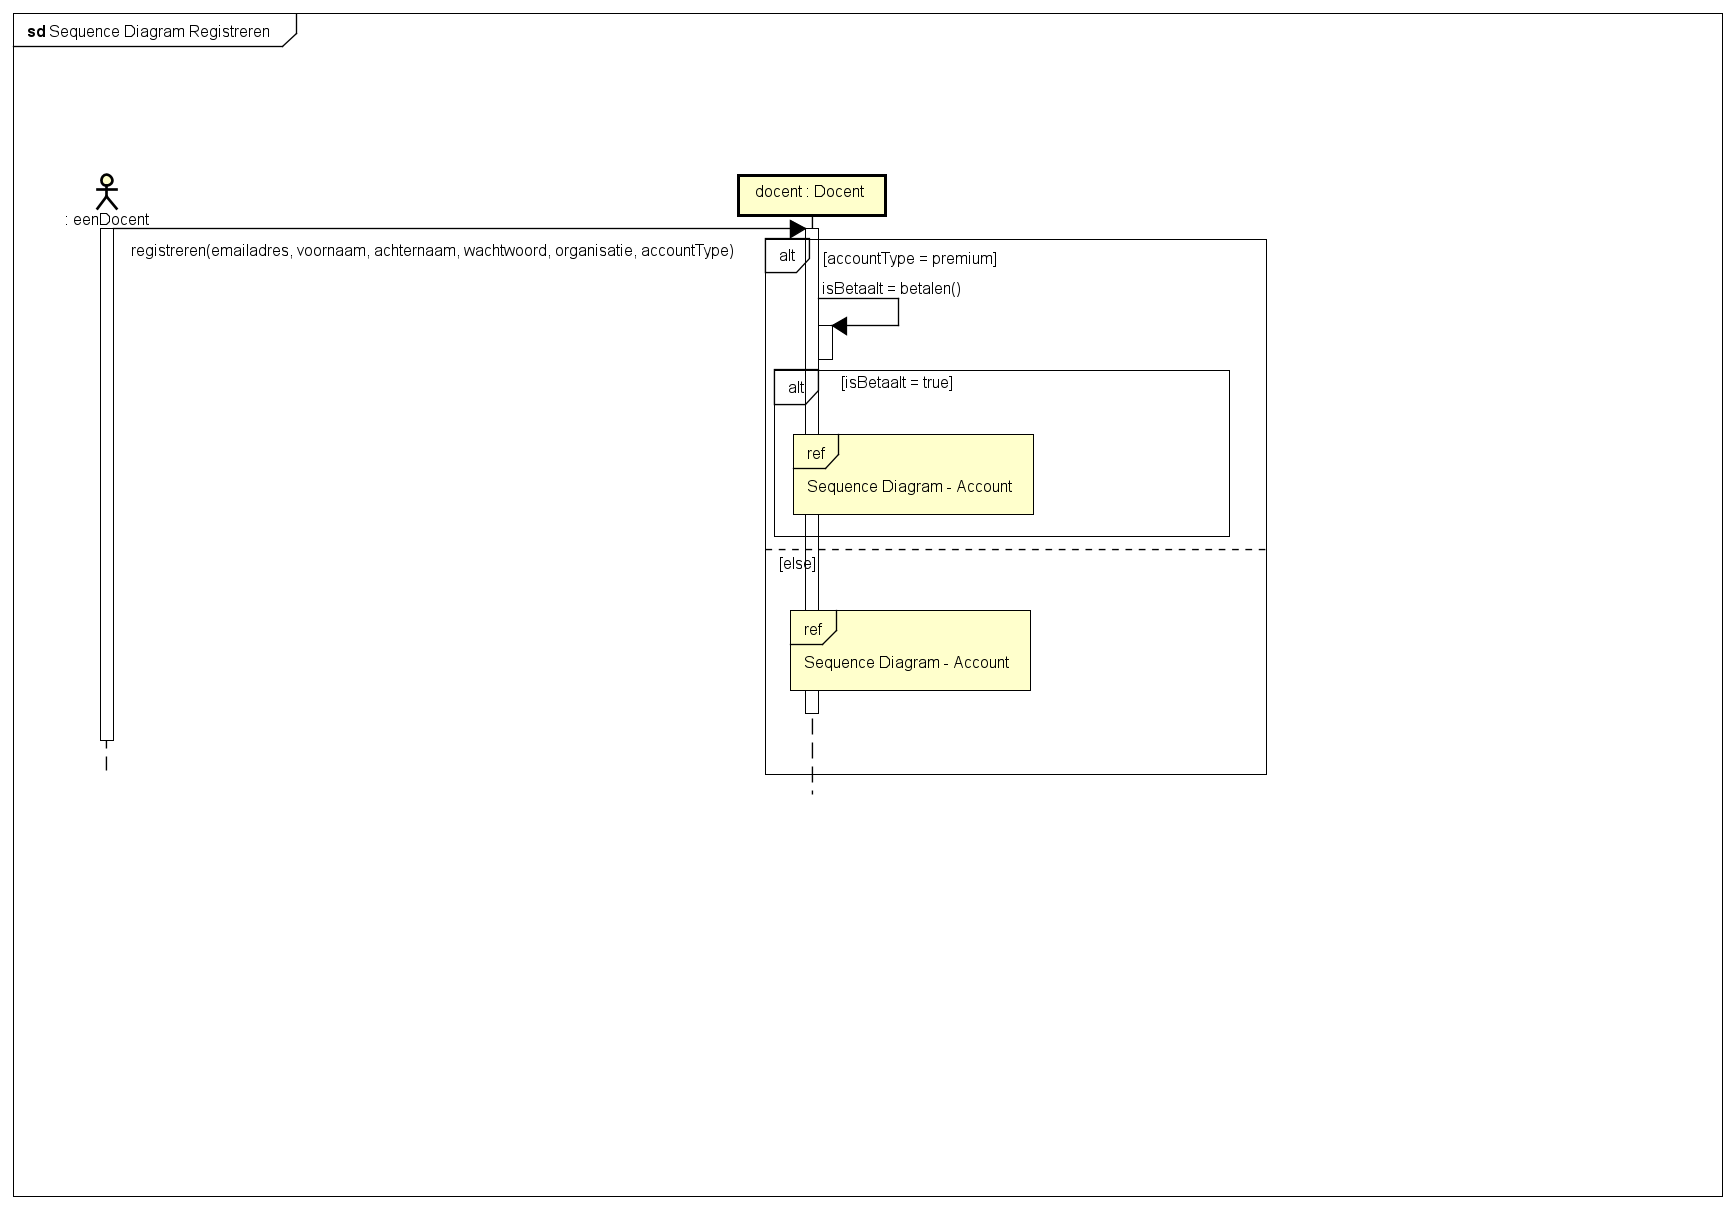 sd Sequence Diagram Registreren
docent : Docent
: eenDocent
registreren(emailadres, voornaam, achternaam, wachtwoord, organisatie, accountType)
alt
[accountType = premium]
isBetaalt = betalen()
alt
[isBetaalt = true]
ref
Sequence Diagram - Account
[else]
ref
Sequence Diagram - Account